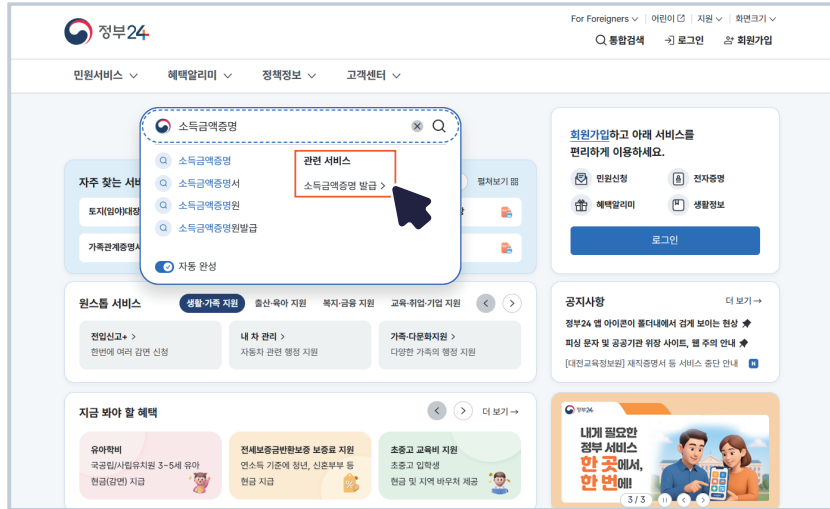 For Foreigners 어린이 지원 화면크기
정부24
통합검색 로그인 회원가입
민원서비스 혜택알리미 정책정보 고객센터
소득금액증명
소득금액증명
소득금액증명서
소득금액증명원
소득금액증명원발급
자동 완성
관련 서비스
소득금액증명 발급 >
자주 찾는 서비
펼쳐보기
토지(임야)대장
가족관계증명서
회원가입하고 아래 서비스를
편리하게 이용하세요.
민원신청 전자증명
혜택알리미 생활정보
로그인
원스톱 서비스 생활·가족 지원 출산·육아 지원 복지·금융 지원 교육·취업·기업 지원 < >
전입신고+ >
한번에 여러 감면 신청
내 차 관리 >
자동차 관련 행정 지원
가족·다문화지원 >
다양한 가족의 행정 지원
공지사항 더 보기→
정부24 앱 아이콘이 폴더내에서 검게 보이는 현상
피싱 문자 및 공공기관 위장 사이트, 웹 주의 안내
[대전교육정보원] 재직증명서 등 서비스 중단 안내 N
지금 봐야 할 혜택 < > 더 보기→
유아학비
국공립/사립유치원 3~5세 유아
현금(감면) 지급
전세보증금반환보증 보증료 지원
연소득 기준에 청년, 신혼부부 등
현금 지급
초중고 교육비 지원
초중고 입학생
현금 및 지역 바우처 제공
정부24
내게 필요한
정부 서비스
한 곳에서,
한 번에!
3 / 3